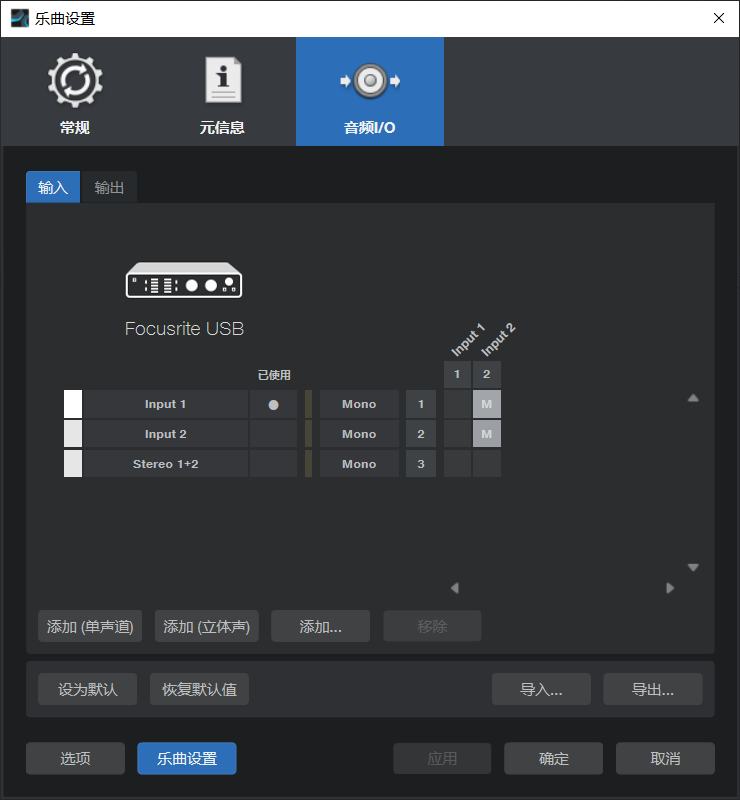 乐曲设置
常规 元信息 音频I/O
输入 输出
Focusrite USB
Input 1 Input 2
已使用 1 2
Input 1 Mono 1 M
Input 2 Mono 2 M
Stereo 1+2 Mono 3
添加 (单声道) 添加 (立体声) 添加... 移除
设为默认 恢复默认值 导入... 导出...
选项 乐曲设置 应用 确定 取消